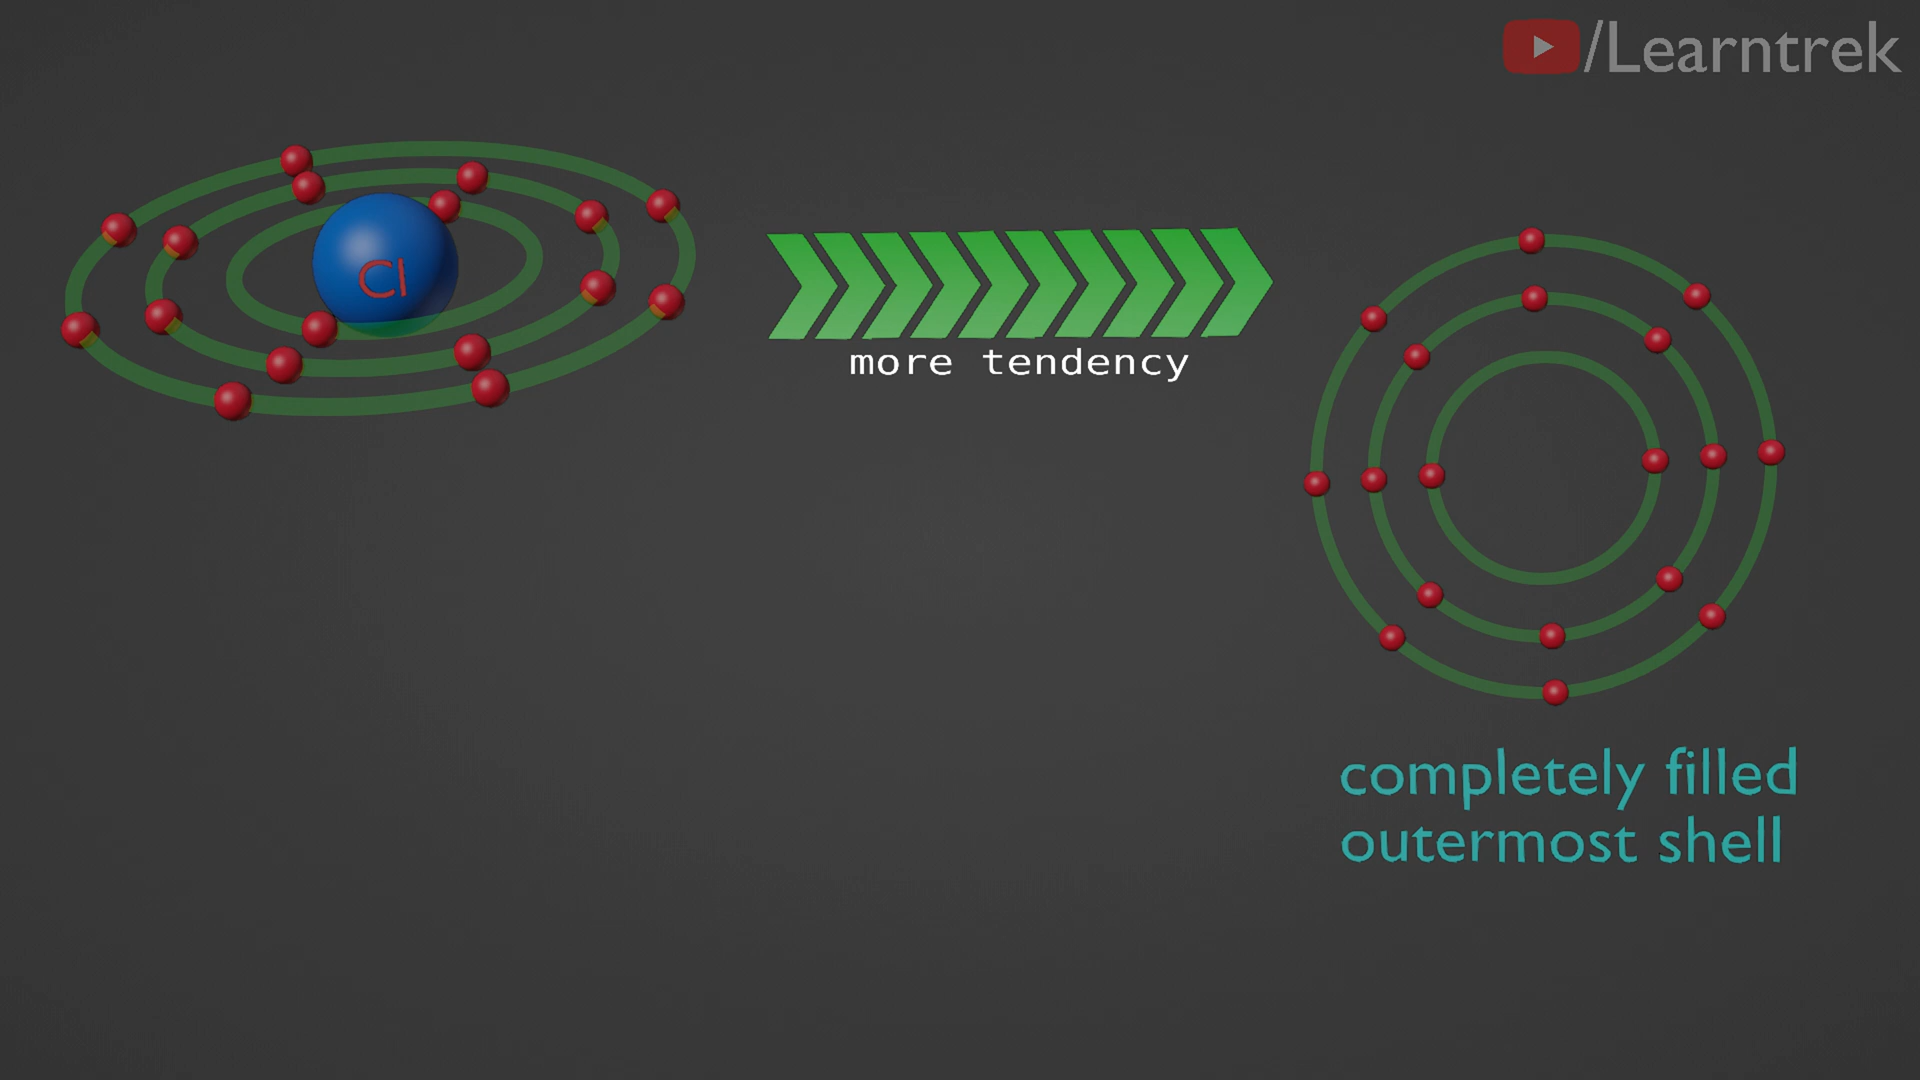 /Learntrek
Cl
more tendency
completely filled
outermost shell